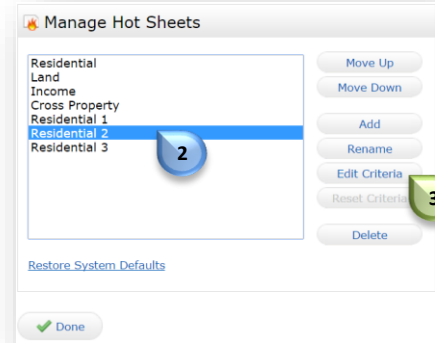 Manage Hot Sheets
Residential
Land
Income
Cross Property
Residential 1
Residential 2
Residential 3
2
Move Up
Move Down
Add
Rename
Edit Criteria
3
Reset Criteria
Delete
Restore System Defaults
Done